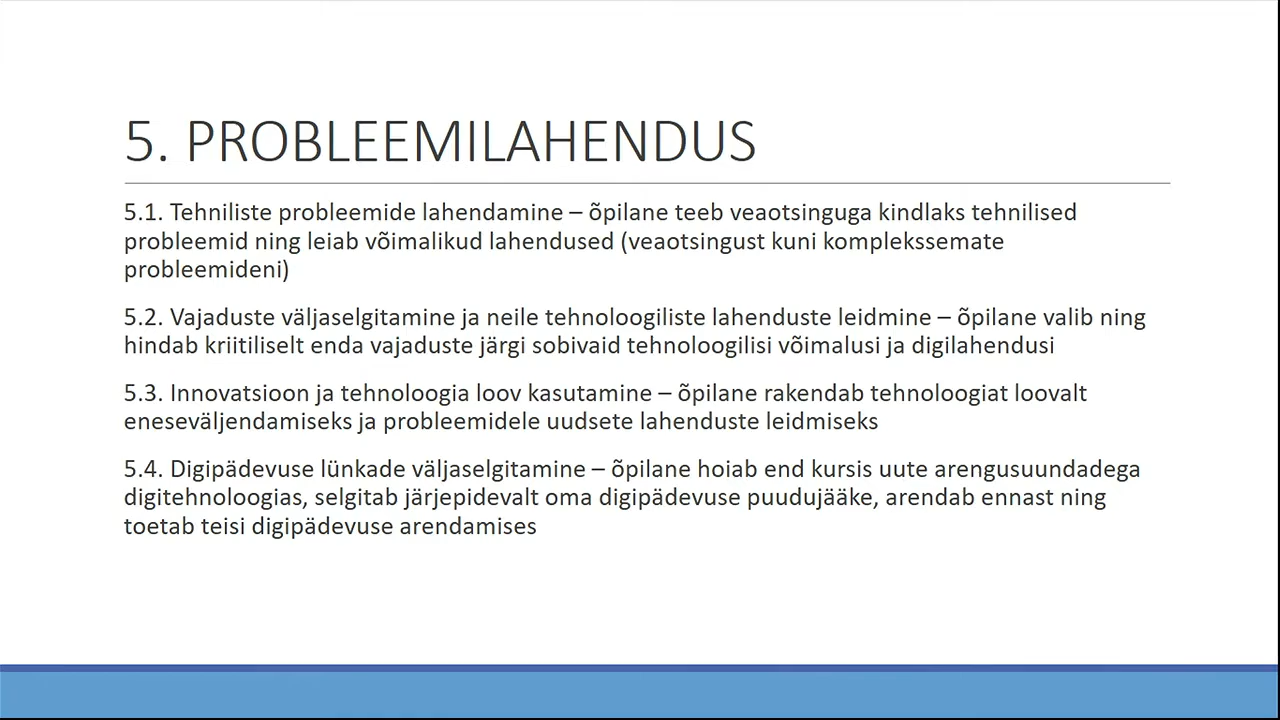 5. PROBLEEMILAHENDUS
5.1. Tehniliste probleemide lahendamine – õpilane teeb veaotsinguga kindlaks tehnilised
probleemid ning leiab võimalikud lahendused (veaotsingust kuni komplekssemate
probleemideni)
5.2. Vajaduste väljaselgitamine ja neile tehnoloogiliste lahenduste leidmine – õpilane valib ning
hindab kriitiliselt enda vajaduste järgi sobivaid tehnoloogilisi võimalusi ja digilahendusi
5.3. Innovatsioon ja tehnoloogia loov kasutamine – õpilane rakendab tehnoloogiat loovalt
eneseväljendamiseks ja probleemidele uudsete lahenduste leidmiseks
5.4. Digipädevuse lünkade väljaselgitamine – õpilane hoiab end kursis uute arengusuundadega
digitehnoloogias, selgitab järjepidevalt oma digipädevuse puudujääke, arendab ennast ning
toetab teisi digipädevuse arendamises